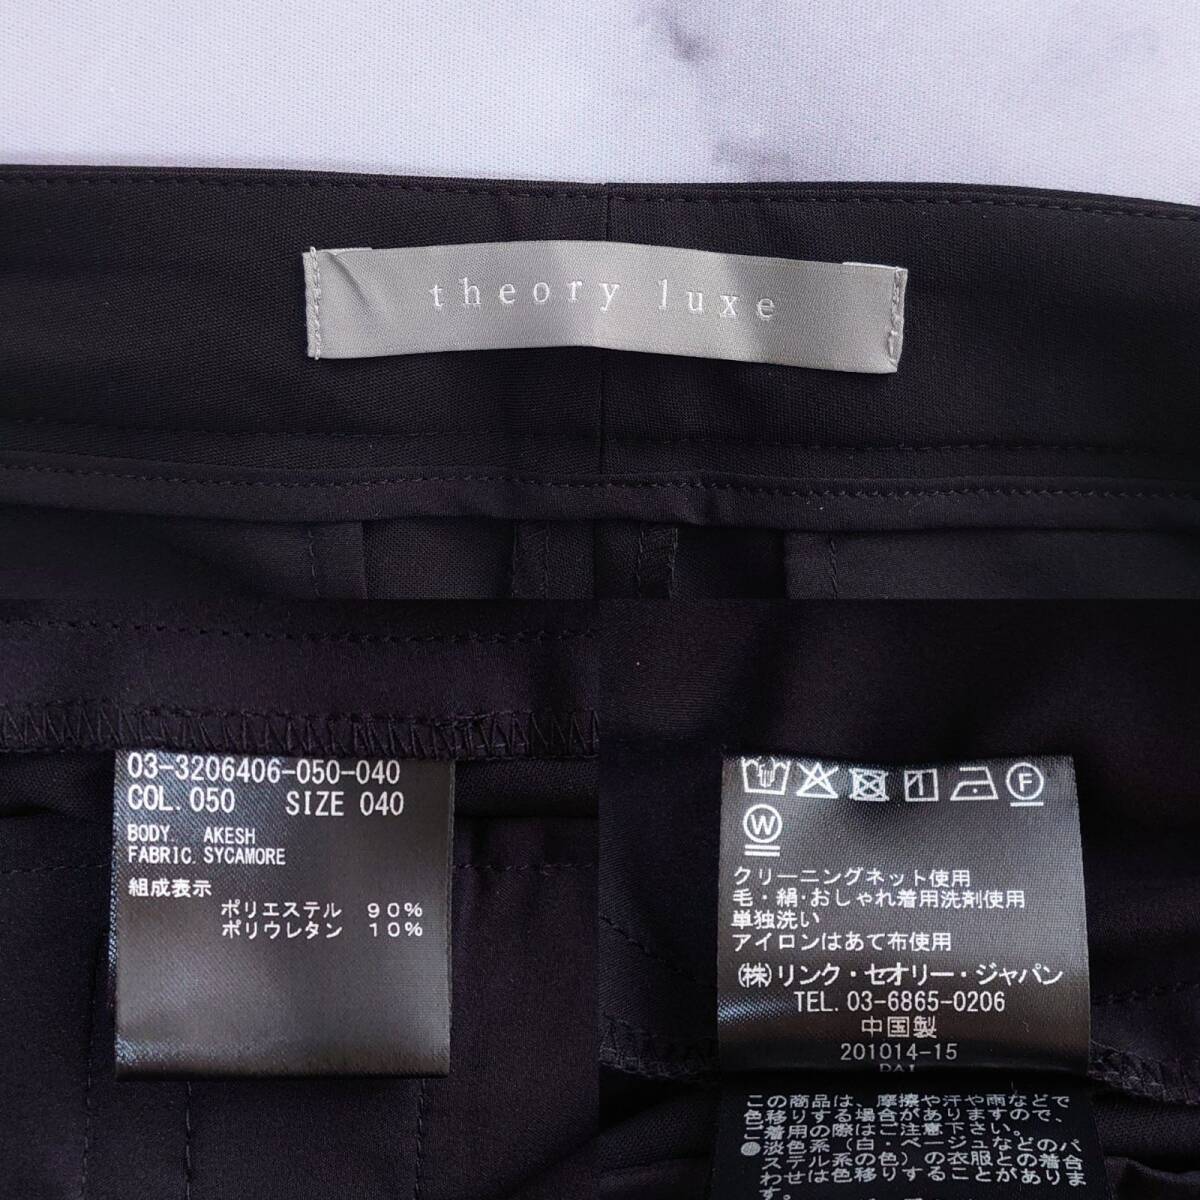 theory luxe
03-3206406-050-040
COL. 050 SIZE 040
BODY. AKESH
FABRIC. SYCAMORE
組成表示
ポリエステル 90%
ポリウレタン 10%
F
W
クリーニングネット使用
毛・絹・おしゃれ着用洗剤使用
単独洗い
アイロンはあて布使用
(株)リンク・セオリー・ジャパン
TEL. 03-6865-0206
中国製
201014-15
この商品は、摩擦や汗や雨などで
色移りする場合がありますので、
ご着用の際はご注意下さい。
●淡色系(白・ベージュなどのパ
ステル系の色)の衣服との着合
わせは色移りすることがありま
す。